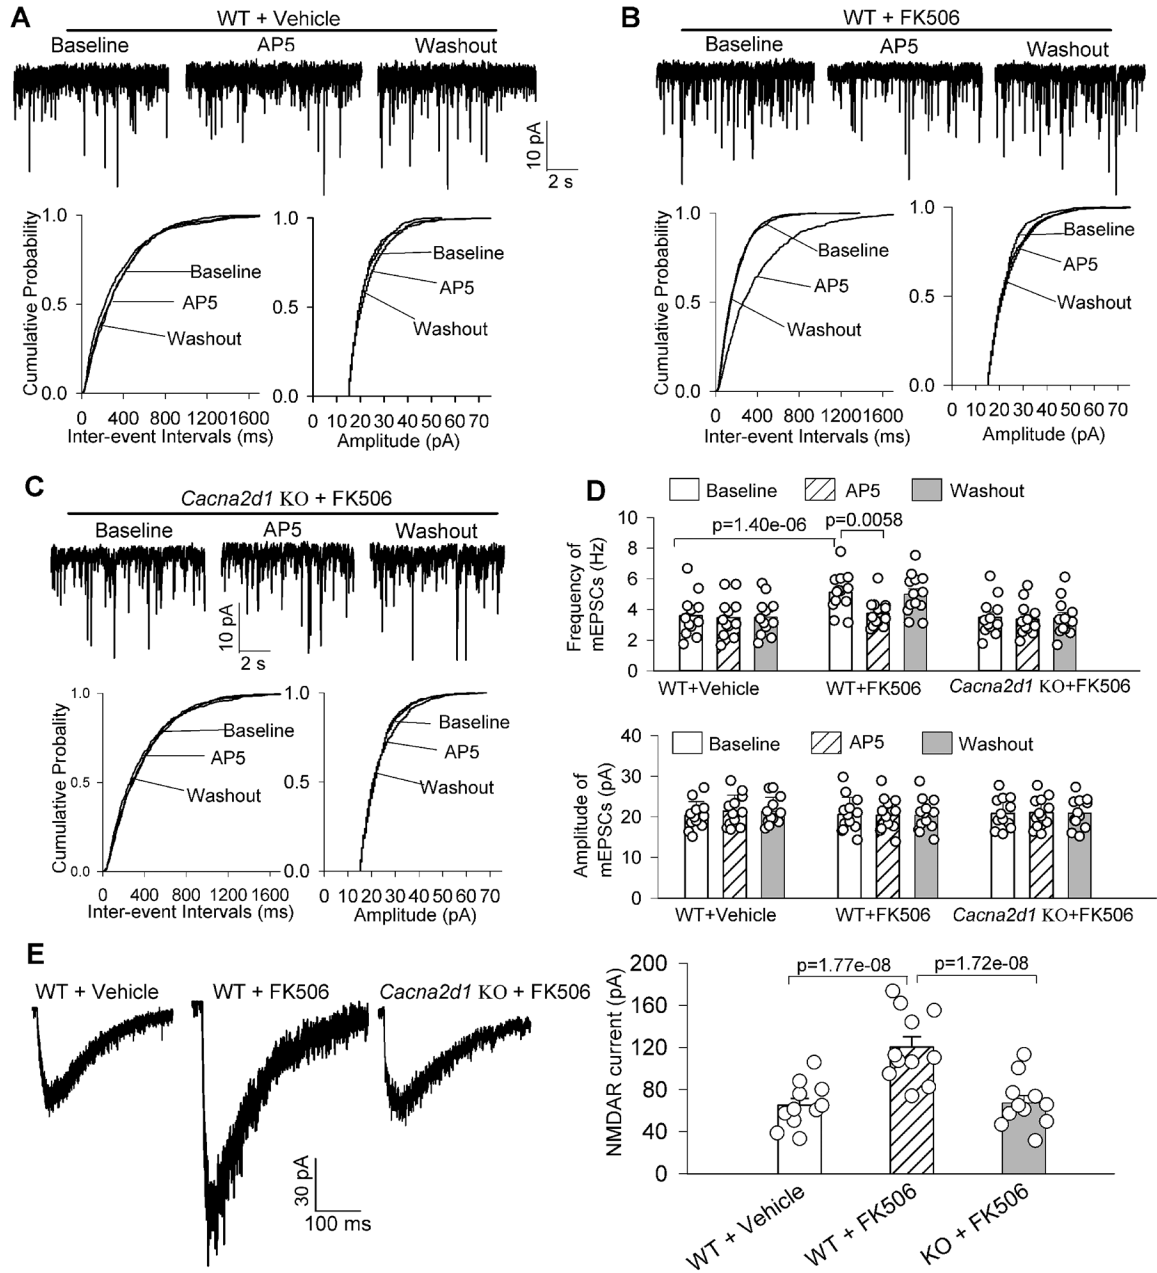 A
WT + Vehicle
Baseline
AP5
Washout
10 pA
2 s
Cumulative Probability
1.0
0.5
0.0
Baseline
AP5
Washout
0 400 800 1200 1600
Inter-event Intervals (ms)
1.0
0.5
0.0
Baseline
AP5
Washout
0 10 20 30 40 50 60 70
Amplitude (pA)
B
WT + FK506
Baseline
AP5
Washout
Cumulative Probability
1.0
0.5
0.0
Baseline
AP5
Washout
0 400 800 1200 1600
Inter-event Intervals (ms)
1.0
0.5
0.0
Baseline
AP5
Washout
0 10 20 30 40 50 60 70
Amplitude (pA)
C
Cacna2d1 KO + FK506
Baseline
AP5
Washout
10 pA
2 s
Cumulative Probality
1.0
0.5
0.0
Baseline
AP5
Washout
0 400 800 1200 1600
Inter-event Intervals (ms)
1.0
0.5
0.0
Baseline
AP5
Washout
0 10 20 30 40 50 60 70
Amplitude (pA)
D
Baseline AP5 Washout
Frequency of
mEPSCs (Hz)
10
8
6
4
2
0
p=1.40e-06
p=0.0058
WT+Vehicle
WT+FK506
Cacna2d1 KO+FK506
Baseline AP5 Washout
Amplitude of
mEPSCs (pA)
40
30
20
10
0
WT+Vehicle
WT+FK506
Cacna2d1 KO+FK506
E
WT + Vehicle
WT + FK506
Cacna2d1 KO + FK506
30 pA
100 ms
NMDAR current (pA)
200
160
120
80
40
0
p=1.77e-08
p=1.72e-08
WT + Vehicle
WT + FK506
KO + FK506